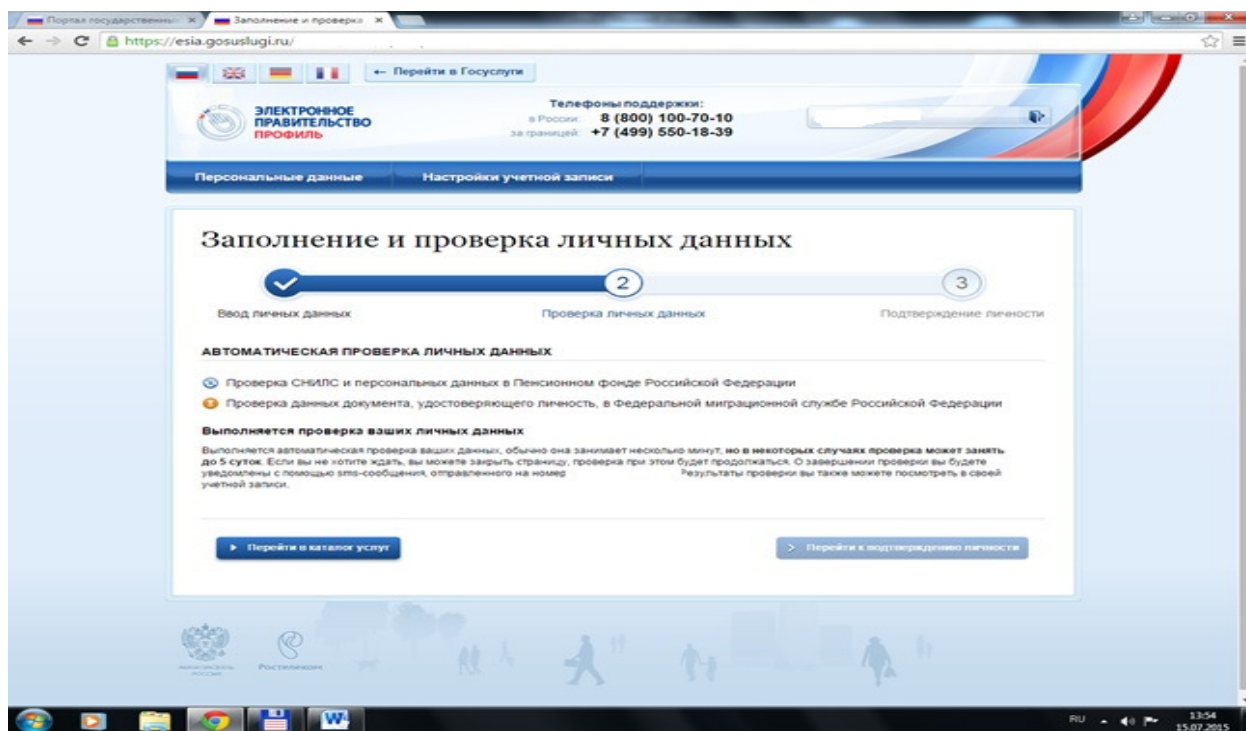 Портал государственны
Заполнение и проверка
https://esia.gosuslugi.ru/
← Перейти в Госуслуги
ЭЛЕКТРОННОЕ
ПРАВИТЕЛЬСТВО
ПРОФИЛЬ
Телефоны поддержки:
в России: 8 (800) 100-70-10
за границей: +7 (499) 550-18-39
Персональные данные Настройки учетной записи
Заполнение и проверка личных данных
2 3
Ввод личных данных Проверка личных данных Подтверждение личности
АВТОМАТИЧЕСКАЯ ПРОВЕРКА ЛИЧНЫХ ДАННЫХ
Проверка СНИЛС и персональных данных в Пенсионном фонде Российской Федерации
Проверка данных документа, удостоверяющего личность, в Федеральной миграционной службе Российской Федерации
Выполняется проверка ваших личных данных
Выполняется автоматическая проверка ваших данных, обычно она занимает несколько минут, но в некоторых случаях проверка может занять
до 5 суток. Если вы не хотите ждать, вы можете закрыть страницу, проверка при этом будет продолжаться. О завершении проверки вы будете
уведомлены с помощью sms-сообщения, отправленного на номер Результаты проверки вы также можете посмотреть в своей
учетной записи.
Перейти в каталог услуг Перейти к подтверждению личности
Ростелеком
RU 13:54
15.07.2015